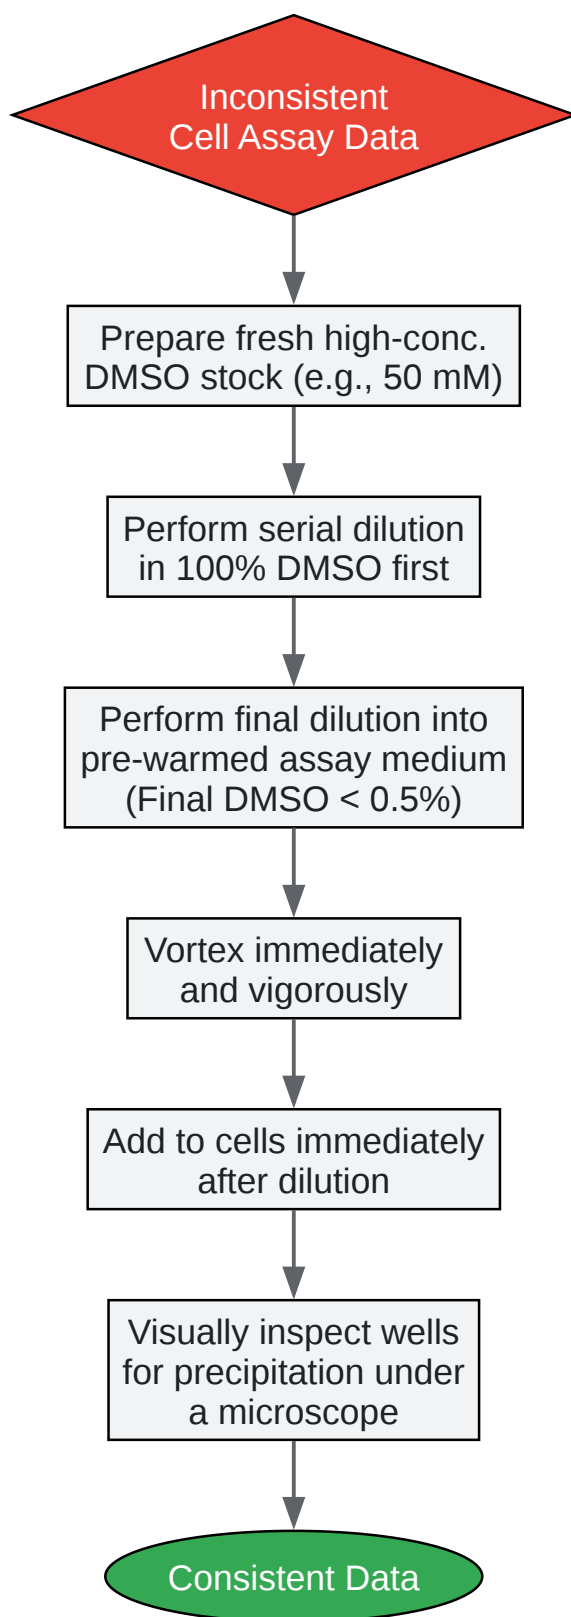 Inconsistent
Cell Assay Data
Prepare fresh high-conc.
DMSO stock (e.g., 50 mM)
Perform serial dilution
in 100% DMSO first
Perform final dilution into
pre-warmed assay medium
(Final DMSO < 0.5%)
Vortex immediately
and vigorously
Add to cells immediately
after dilution
Visually inspect wells
for precipitation under
a microscope
Consistent Data